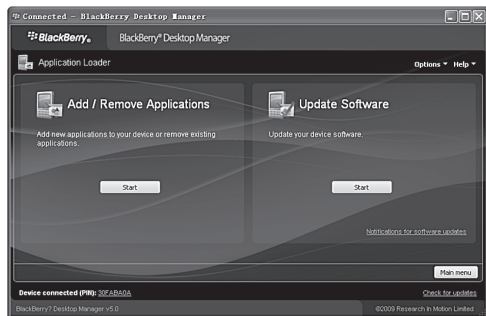 Connected - BlackBerry Desktop Manager
BlackBerry® BlackBerry® Desktop Manager
Application Loader Options Help
Add / Remove Applications
Add new applications to your device or remove existing
applications.
Start
Update Software
Update your device software.
Start
Notifications for software updates
Main menu
Device connected (PIN): 30FABA0A Check for updates
BlackBerry? Desktop Manager v5.0 ©2009 Research In Motion Limited